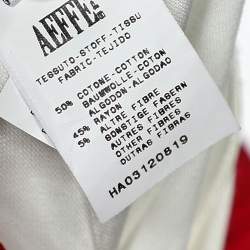 AEFFE
TESSUTO-STOFF-TISSU
FABRIC-TEJIDO
50% COTONE-COTTON
BAUMWOLLE-COTON
ALGODON-ALGODAO
45% RAYON
5% ALTRE FIBRE
SONSTIGE FASERN
OTHER FIBERS
AUTRES FIBRES
OUTRAS FIBRAS
HA03120819